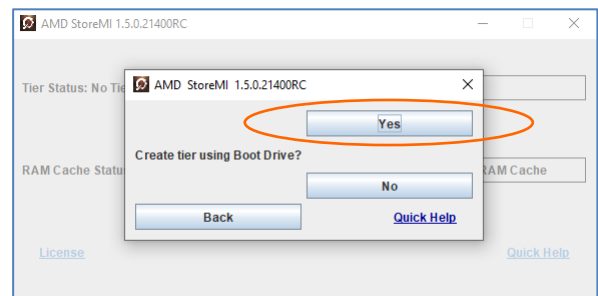 AMD StoreMI 1.5.0.21400RC
Tier Status: No Tie
AMD StoreMI 1.5.0.21400RC
Yes
Create tier using Boot Drive?
RAM Cache Statu
RAM Cache
No
Back
Quick Help
License
Quick Help